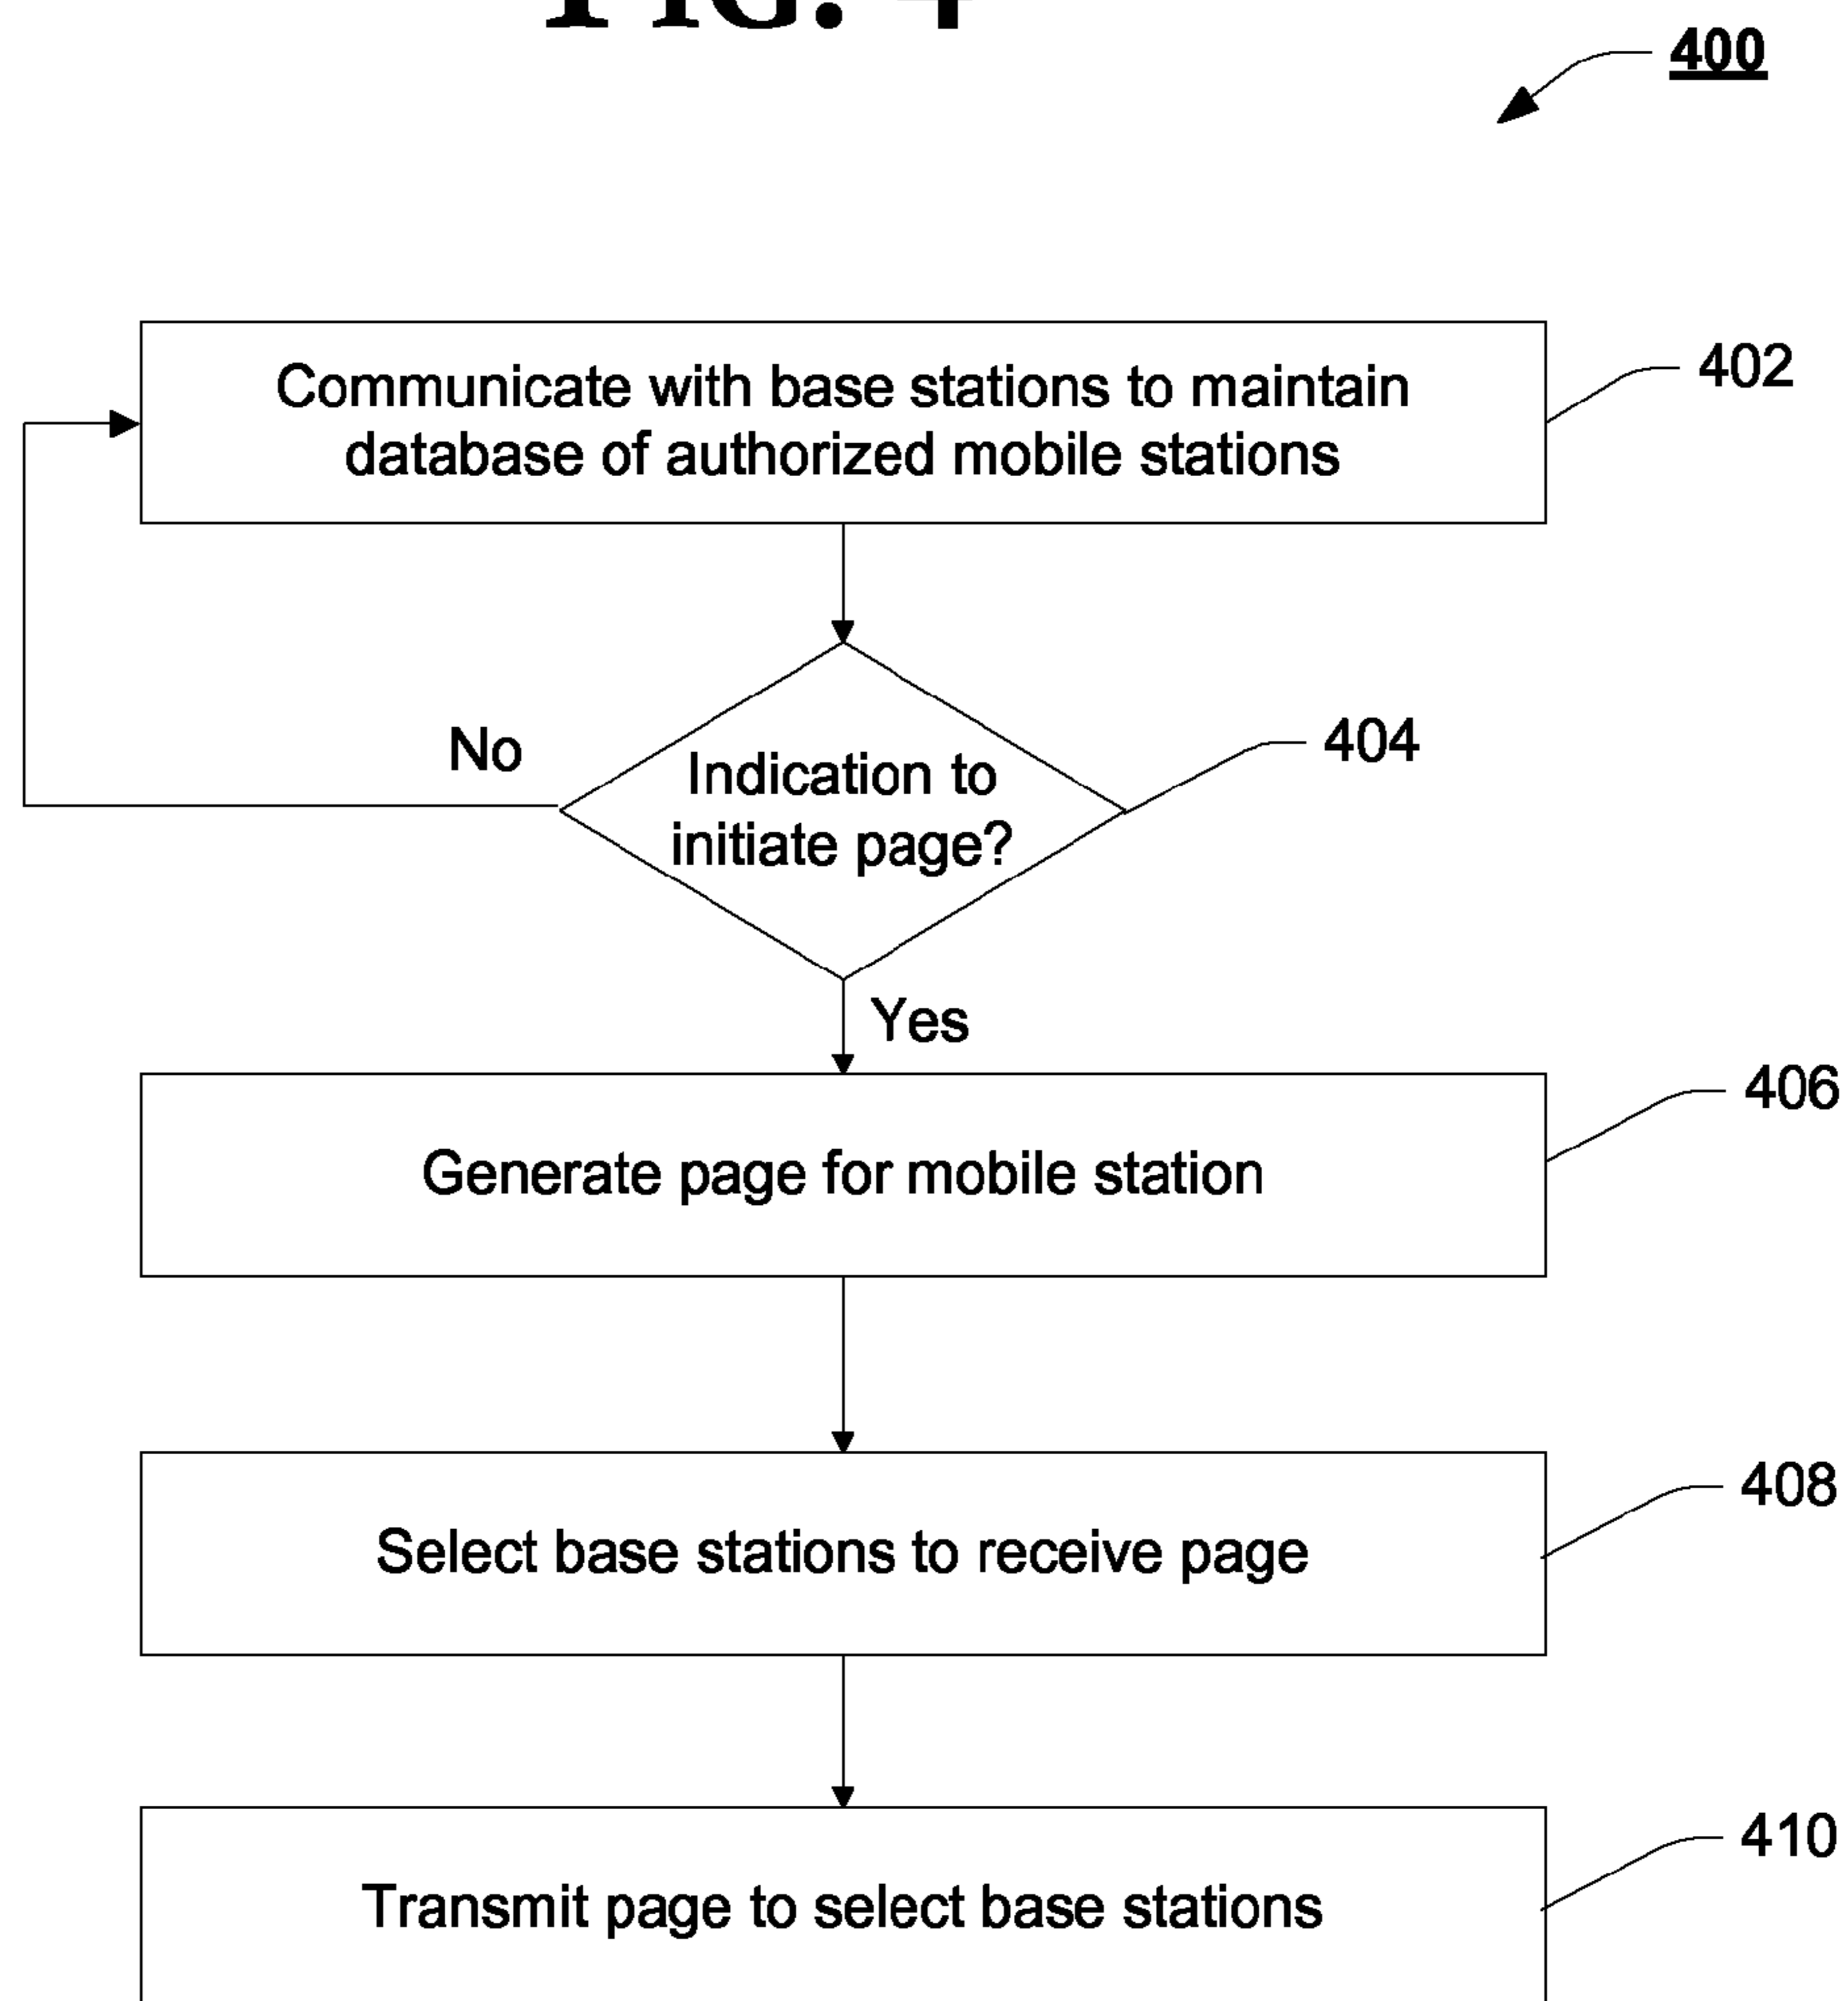 FIG. 4
400
Communicate with base stations to maintain
database of authorized mobile stations
402
No
Indication to
initiate page?
404
Yes
406
Generate page for mobile station
408
Select base stations to receive page
410
Transmit page to select base stations